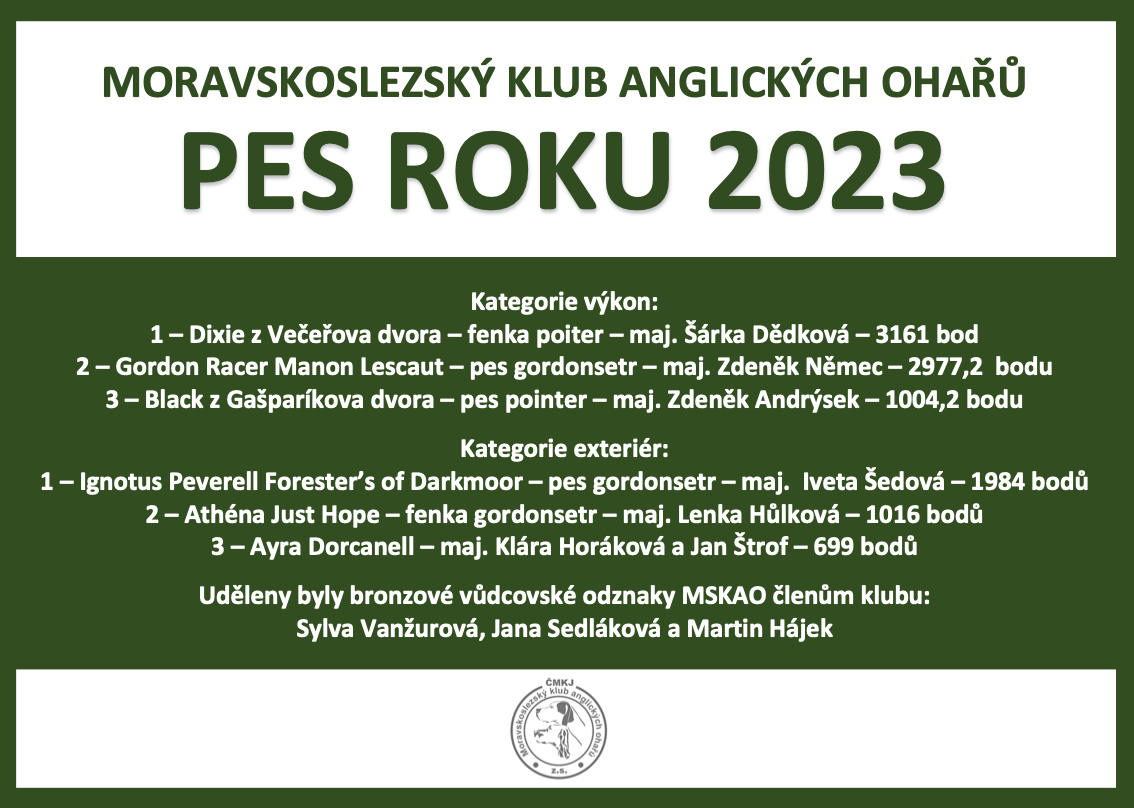 MORAVSKOSLEZSKÝ KLUB ANGLICKÝCH OHAŘŮ
PES ROKU 2023
Kategorie výkon:
1 – Dixie z Večeřova dvora – fenka poiter – maj. Šárka Dědková – 3161 bod
2 – Gordon Racer Manon Lescaut – pes gordonsetr – maj. Zdeněk Němec – 2977,2  bodu
3 – Black z Gašparíkova dvora – pes pointer – maj. Zdeněk Andrýsek – 1004,2 bodu
Kategorie exteriér:
1 – Ignotus Peverell Forester’s of Darkmoor – pes gordonsetr – maj.  Iveta Šedová – 1984 bodů
2 – Athéna Just Hope – fenka gordonsetr – maj. Lenka Hůlková – 1016 bodů
3 – Ayra Dorcanell – maj. Klára Horáková a Jan Štrof – 699 bodů
Uděleny byly bronzové vůdcovské odznaky MSKAO členům klubu:
Sylva Vanžurová, Jana Sedláková a Martin Hájek
ČMKJ
Moravskoslezský klub anglických ohařů
z.s.